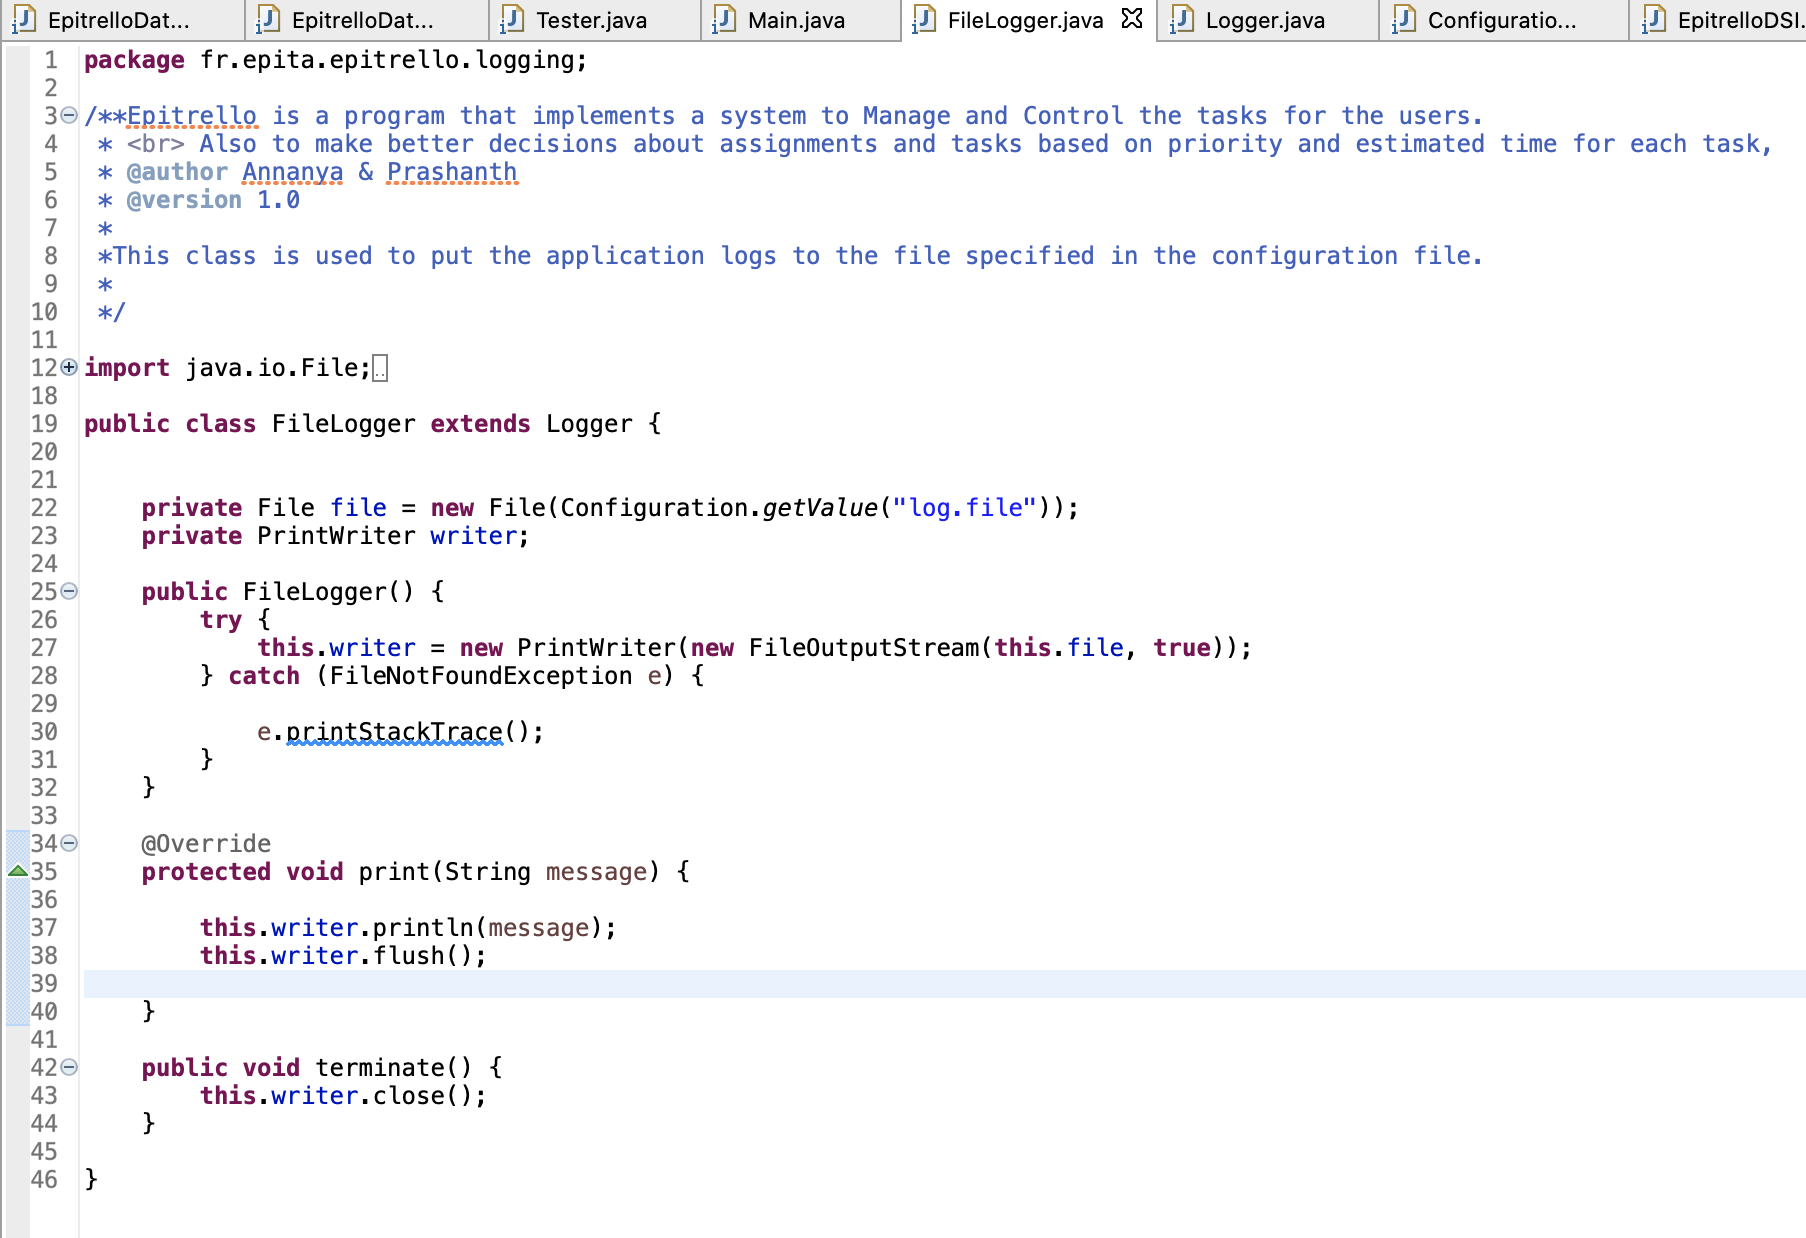 EpitrelloDat... EpitrelloDat... Tester.java Main.java FileLogger.java Logger.java Configuratio... EpitrelloDSI.
1 package fr.epita.epitrello.logging;
2
3 /**Epitrello is a program that implements a system to Manage and Control the tasks for the users.
4  * <br> Also to make better decisions about assignments and tasks based on priority and estimated time for each task,
5  * @author Annanya & Prashanth
6  * @version 1.0
7  *
8  *This class is used to put the application logs to the file specified in the configuration file.
9  *
10  */
11
12 import java.io.File;
18
19 public class FileLogger extends Logger {
20
21
22     private File file = new File(Configuration.getValue("log.file"));
23     private PrintWriter writer;
24
25     public FileLogger() {
26         try {
27             this.writer = new PrintWriter(new FileOutputStream(this.file, true));
28         } catch (FileNotFoundException e) {
29
30             e.printStackTrace();
31         }
32     }
33
34     @Override
35     protected void print(String message) {
36
37         this.writer.println(message);
38         this.writer.flush();
39
40     }
41
42     public void terminate() {
43         this.writer.close();
44     }
45
46 }